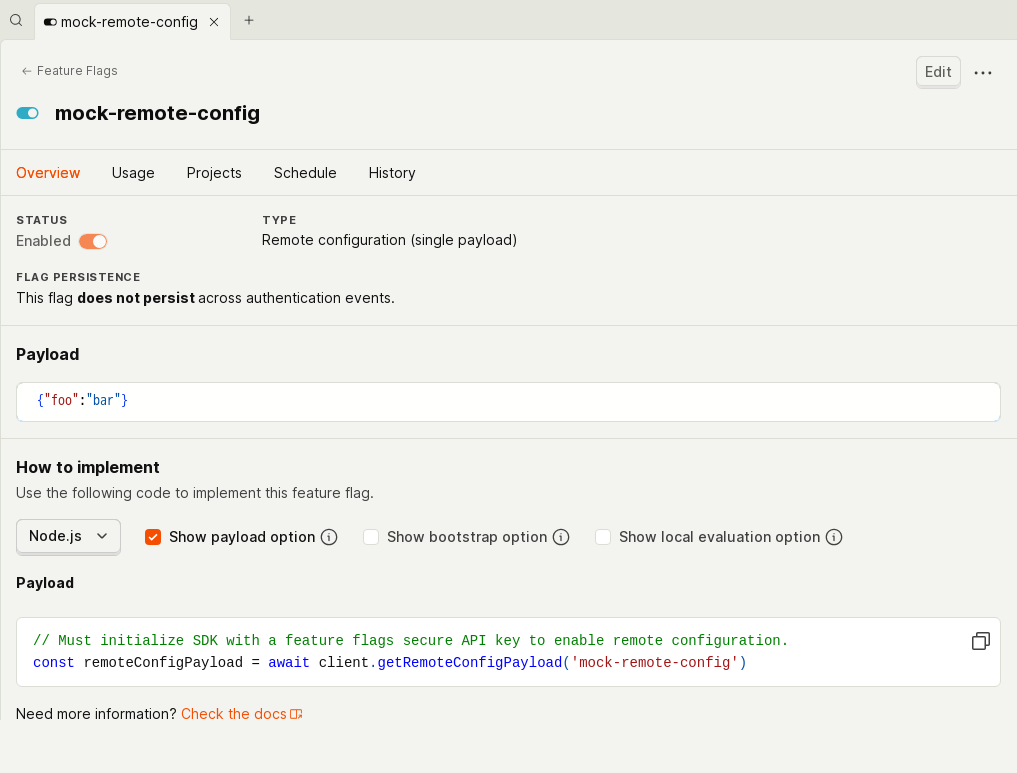 mock-remote-config
Feature Flags
Edit
mock-remote-config
Overview Usage Projects Schedule History
STATUS TYPE
Enabled Remote configuration (single payload)
FLAG PERSISTENCE
This flag does not persist across authentication events.
Payload
{"foo":"bar"}
How to implement
Use the following code to implement this feature flag.
Node.js Show payload option Show bootstrap option Show local evaluation option
Payload
// Must initialize SDK with a feature flags secure API key to enable remote configuration.
const remoteConfigPayload = await client.getRemoteConfigPayload('mock-remote-config')
Need more information? Check the docs